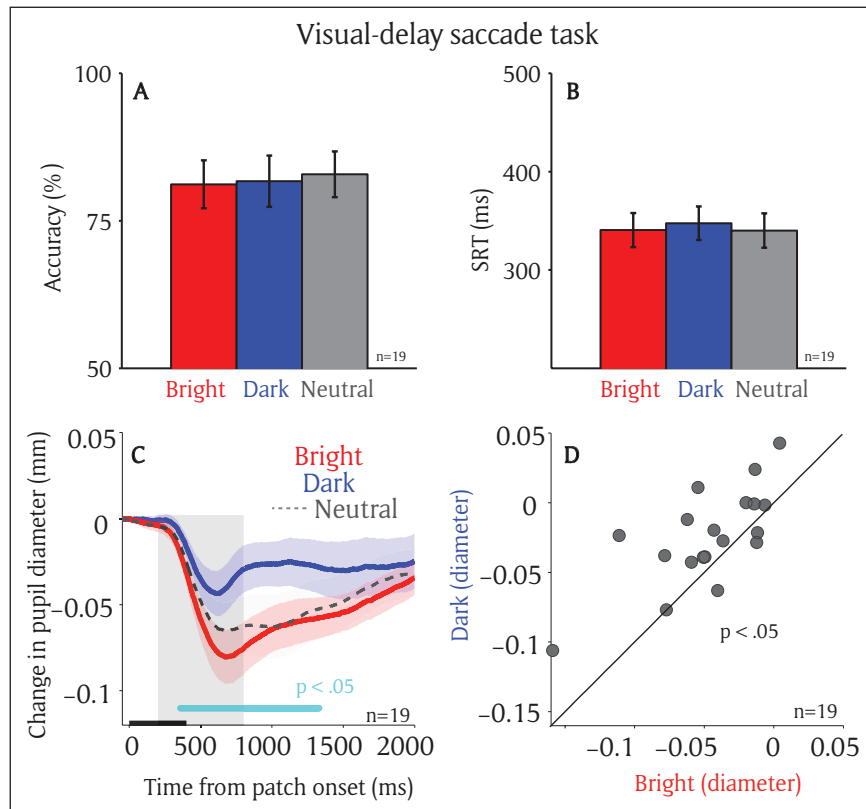 Visual-delay saccade task
A
100
75
50
Accuracy (%)
Bright Dark Neutral
n=19
B
500
400
300
SRT (ms)
n=19
Bright Dark Neutral
C
0.05
0
−0.05
−0.1
Change in pupil diameter (mm)
Bright
Dark
Neutral
p < .05
n=19
0 500 1000 1500 2000
Time from patch onset (ms)
D
0.05
0
−0.05
−0.1
−0.15
Dark (diameter)
p < .05
n=19
−0.1 −0.05 0 0.05
Bright (diameter)